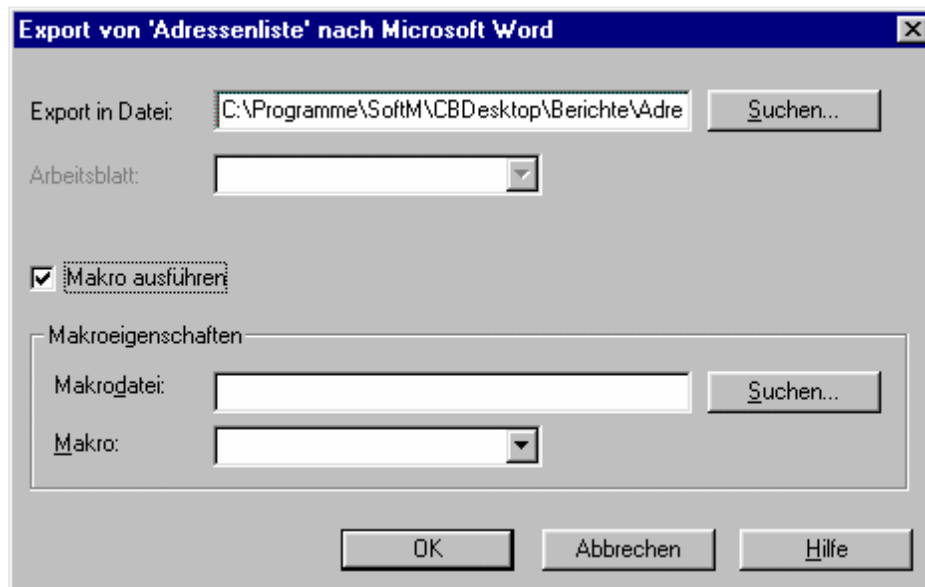 Export von 'Adressenliste' nach Microsoft Word
Export in Datei: C:\Programme\SoftM\CBDesktop\Berichte\Adre Suchen...
Arbeitsblatt:
Makro ausführen
Makroeigenschaften
Makrodatei: Suchen...
Makro:
OK Abbrechen Hilfe